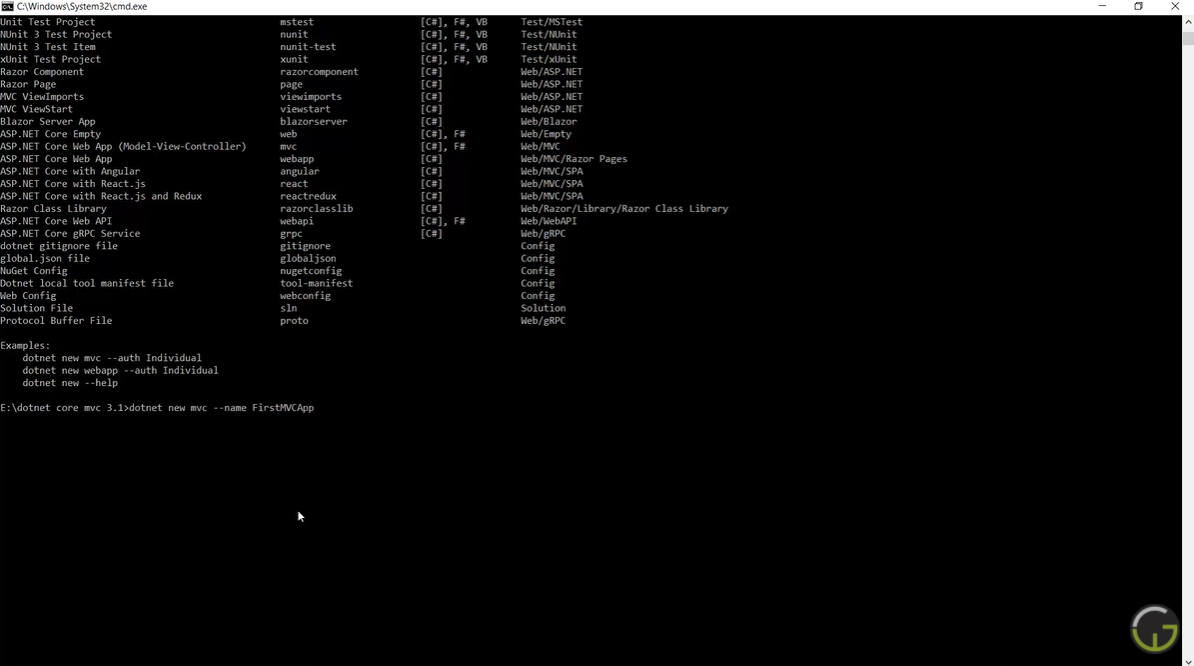 C:\Windows\System32\cmd.exe
Unit Test Project mstest [C#], F#, VB Test/MSTest
NUnit 3 Test Project nunit [C#], F#, VB Test/NUnit
NUnit 3 Test Item nunit-test [C#], F#, VB Test/NUnit
xUnit Test Project xunit [C#], F#, VB Test/xUnit
Razor Component razorcomponent [C#] Web/ASP.NET
Razor Page page [C#] Web/ASP.NET
MVC ViewImports viewimports [C#] Web/ASP.NET
MVC ViewStart viewstart [C#] Web/ASP.NET
Blazor Server App blazorserver [C#] Web/Blazor
ASP.NET Core Empty web [C#], F# Web/Empty
ASP.NET Core Web App (Model-View-Controller) mvc [C#], F# Web/MVC
ASP.NET Core Web App webapp [C#] Web/MVC/Razor Pages
ASP.NET Core with Angular angular [C#] Web/MVC/SPA
ASP.NET Core with React.js react [C#] Web/MVC/SPA
ASP.NET Core with React.js and Redux reactredux [C#] Web/MVC/SPA
Razor Class Library razorclasslib [C#] Web/Razor/Library/Razor Class Library
ASP.NET Core Web API webapi [C#], F# Web/WebAPI
ASP.NET Core gRPC Service grpc [C#] Web/gRPC
dotnet gitignore file gitignore Config
global.json file globaljson Config
NuGet Config nugetconfig Config
Dotnet local tool manifest file tool-manifest Config
Web Config webconfig Config
Solution File sln Solution
Protocol Buffer File proto Web/gRPC
Examples:
dotnet new mvc --auth Individual
dotnet new webapp --auth Individual
dotnet new --help
E:\dotnet core mvc 3.1>dotnet new mvc --name FirstMVCApp